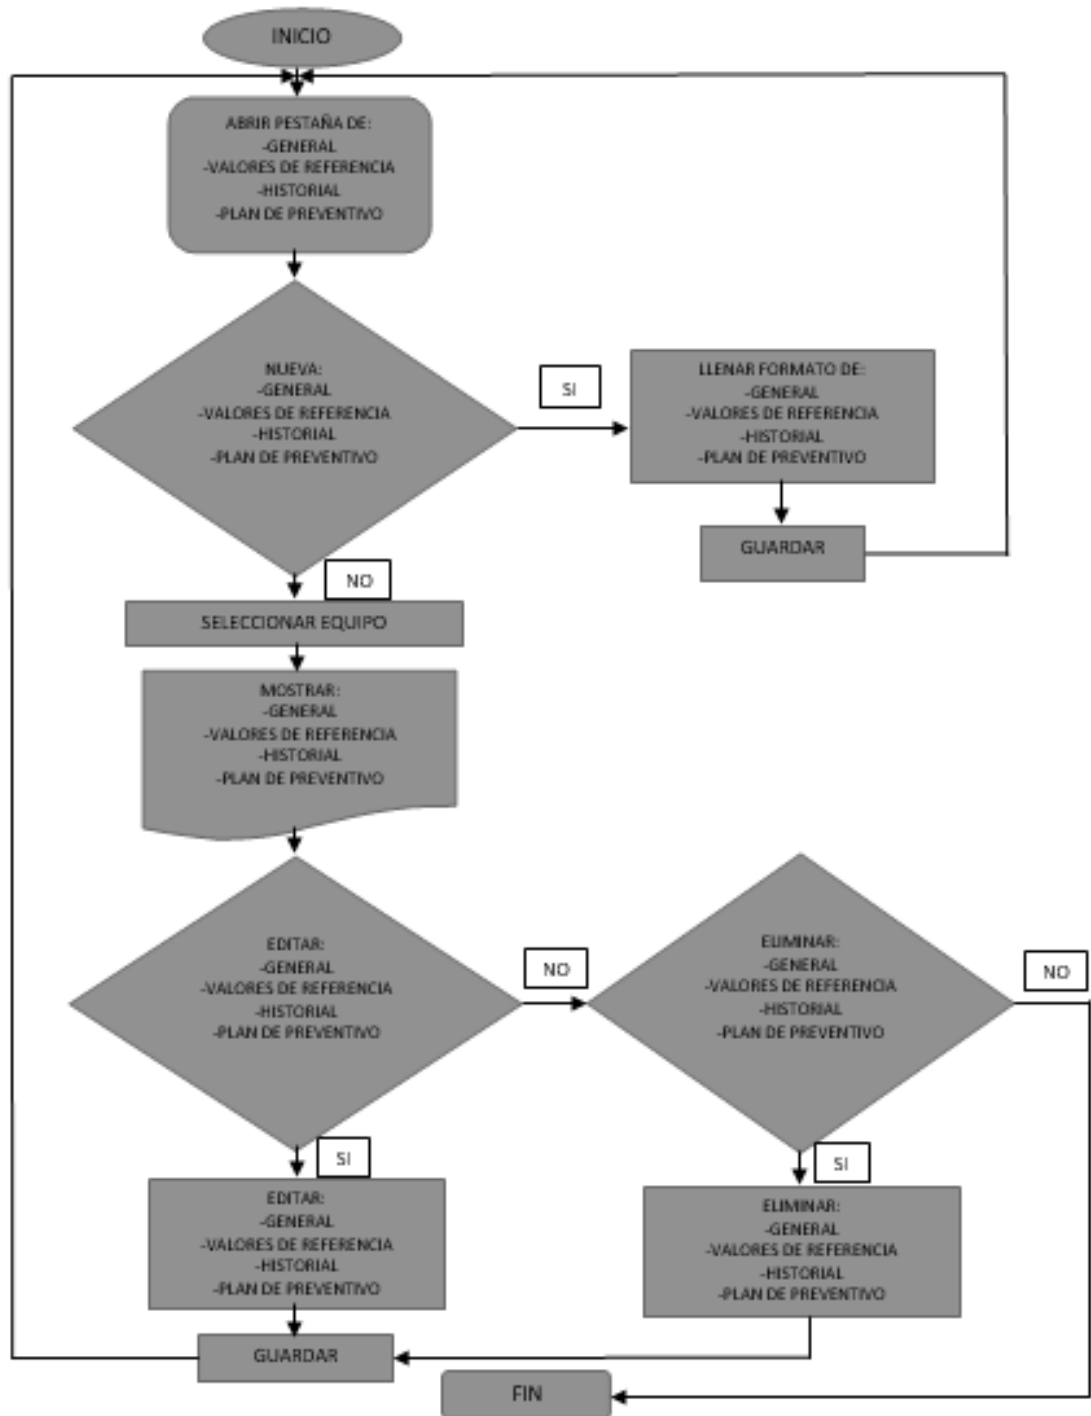 INICIO
ABRIR PESTAÑA DE:
-GENERAL
-VALORES DE REFERENCIA
-HISTORIAL
-PLAN DE PREVENTIVO
NUEVA:
-GENERAL
-VALORES DE REFERENCIA
-HISTORIAL
-PLAN DE PREVENTIVO
SI
LLENAR FORMATO DE:
-GENERAL
-VALORES DE REFERENCIA
-HISTORIAL
-PLAN DE PREVENTIVO
GUARDAR
NO
SELECCIONAR EQUIPO
MOSTRAR:
-GENERAL
-VALORES DE REFERENCIA
-HISTORIAL
-PLAN DE PREVENTIVO
EDITAR:
-GENERAL
-VALORES DE REFERENCIA
-HISTORIAL
-PLAN DE PREVENTIVO
NO
ELIMINAR:
-GENERAL
-VALORES DE REFERENCIA
-HISTORIAL
-PLAN DE PREVENTIVO
NO
SI
EDITAR:
-GENERAL
-VALORES DE REFERENCIA
-HISTORIAL
-PLAN DE PREVENTIVO
SI
ELIMINAR:
-GENERAL
-VALORES DE REFERENCIA
-HISTORIAL
-PLAN DE PREVENTIVO
GUARDAR
FIN